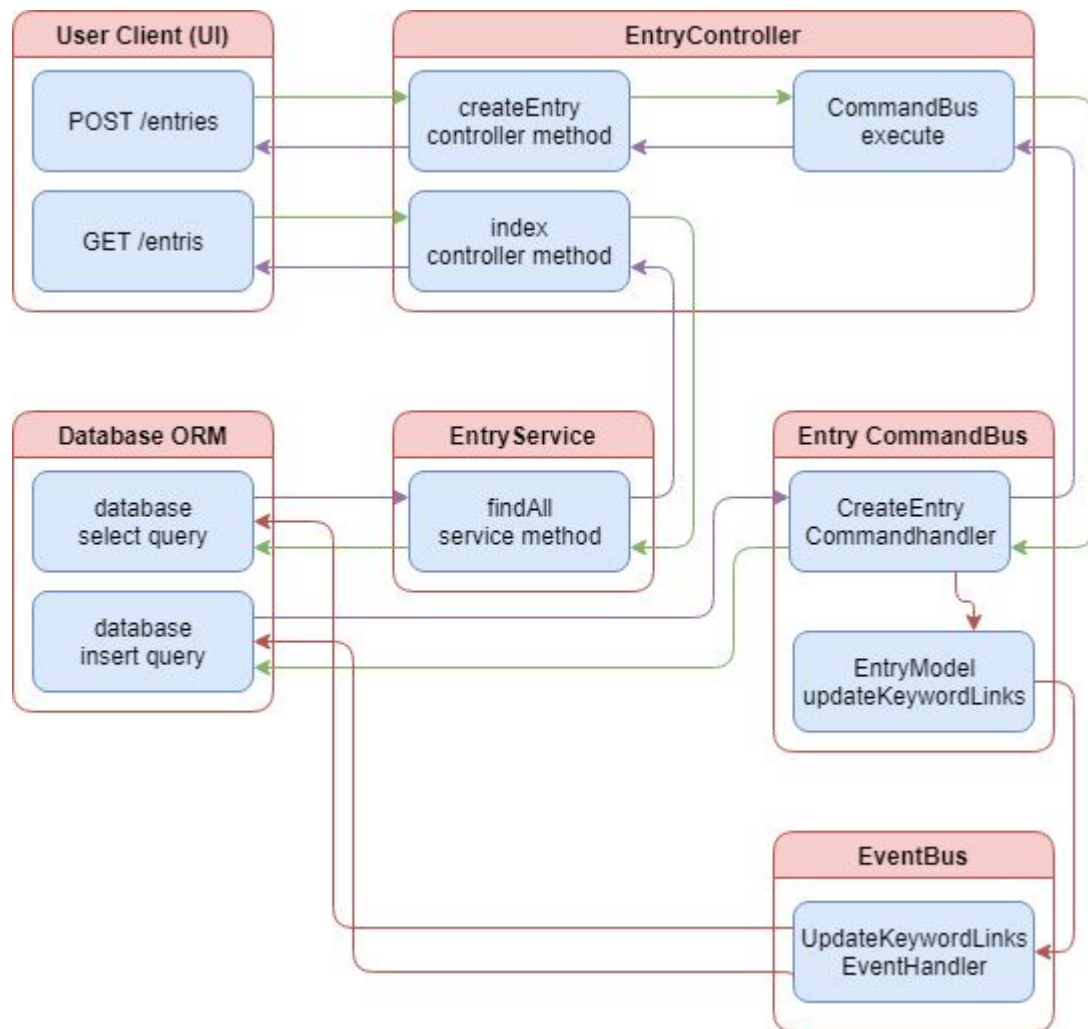 User Client (UI)
POST /entries
GET /entris
EntryController
createEntry
controller method
CommandBus
execute
index
controller method
Database ORM
database
select query
database
insert query
EntryService
findAll
service method
Entry CommandBus
CreateEntry
Commandhandler
EntryModel
updateKeywordLinks
EventBus
UpdateKeywordLinks
EventHandler